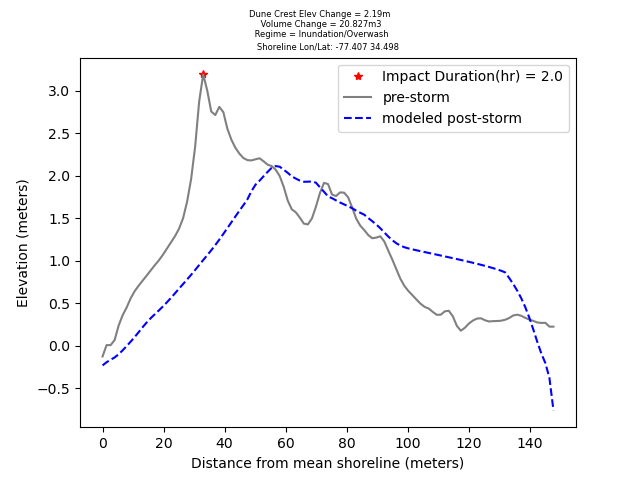 Dune Crest Elev Change = 2.19m
Volume Change = 20.827m3
Regime = Inundation/Overwash
Shoreline Lon/Lat: -77.407 34.498
Impact Duration(hr) = 2.0
pre-storm
modeled post-storm
Elevation (meters)
3.0
2.5
2.0
1.5
1.0
0.5
0.0
−0.5
0 20 40 60 80 100 120 140
Distance from mean shoreline (meters)